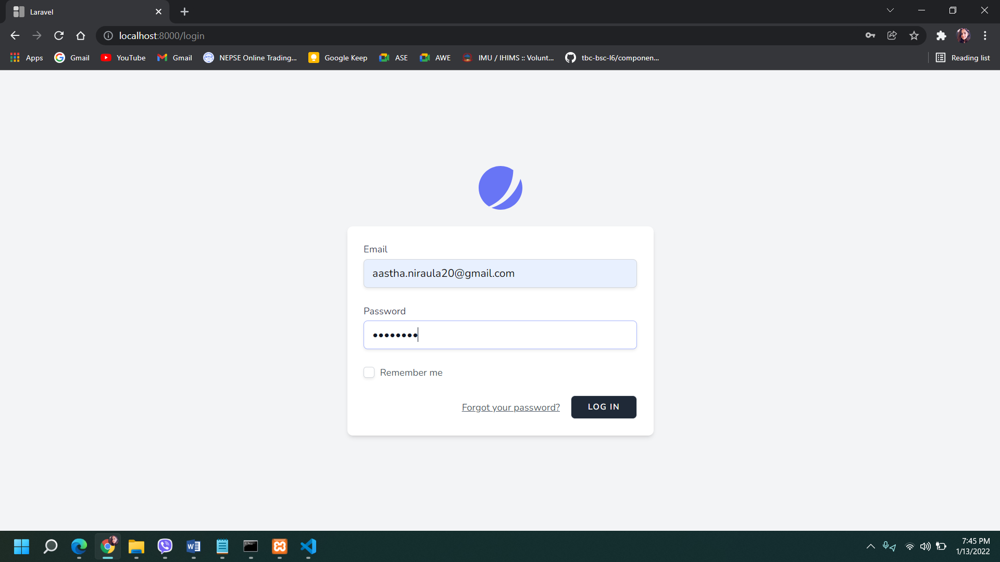 Laravel
localhost:8000/login
Apps Gmail YouTube Gmail NEPSE Online Trading... Google Keep ASE AWE IMU / IHIMS :: Volunt... tbc-bsc-l6/componen... Reading list
Email
aastha.niraula20@gmail.com
Password
••••••••
Remember me
Forgot your password? LOG IN
7:45 PM
1/13/2022